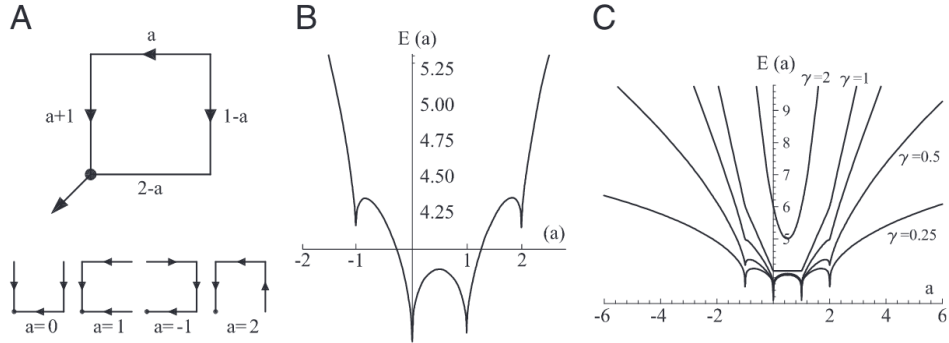 A
a
a+1
1-a
2-a
a=0
a=1
a=-1
a=2
B
E (a)
5.25
5.00
4.75
4.50
4.25
(a)
-2 -1 1 2
C
E (a)
γ=2 γ=1
9
8
7
6
5
γ=0.5
γ=0.25
a
-6 -4 -2 0 2 4 6